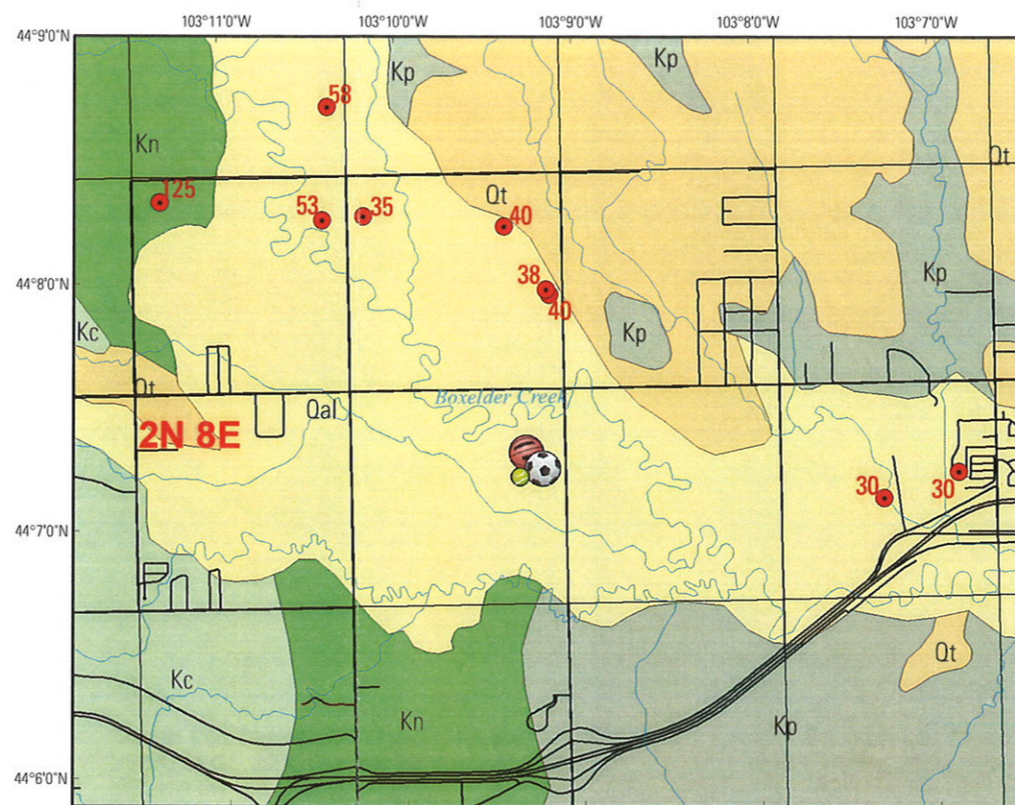 103°11'0"W 103°10'0"W 103°9'0"W 103°8'0"W 103°7'0"W
44°9'0"N
Kp
Kp
58
Kn
Qt
125
Qt
53
35
40
44°8'0"N
38
40
Kp
Kc
Kp
Qt
Boxelder Creek
Qal
2N 8E
30
30
44°7'0"N
Kc
Qt
Kn
Kp
44°6'0"N